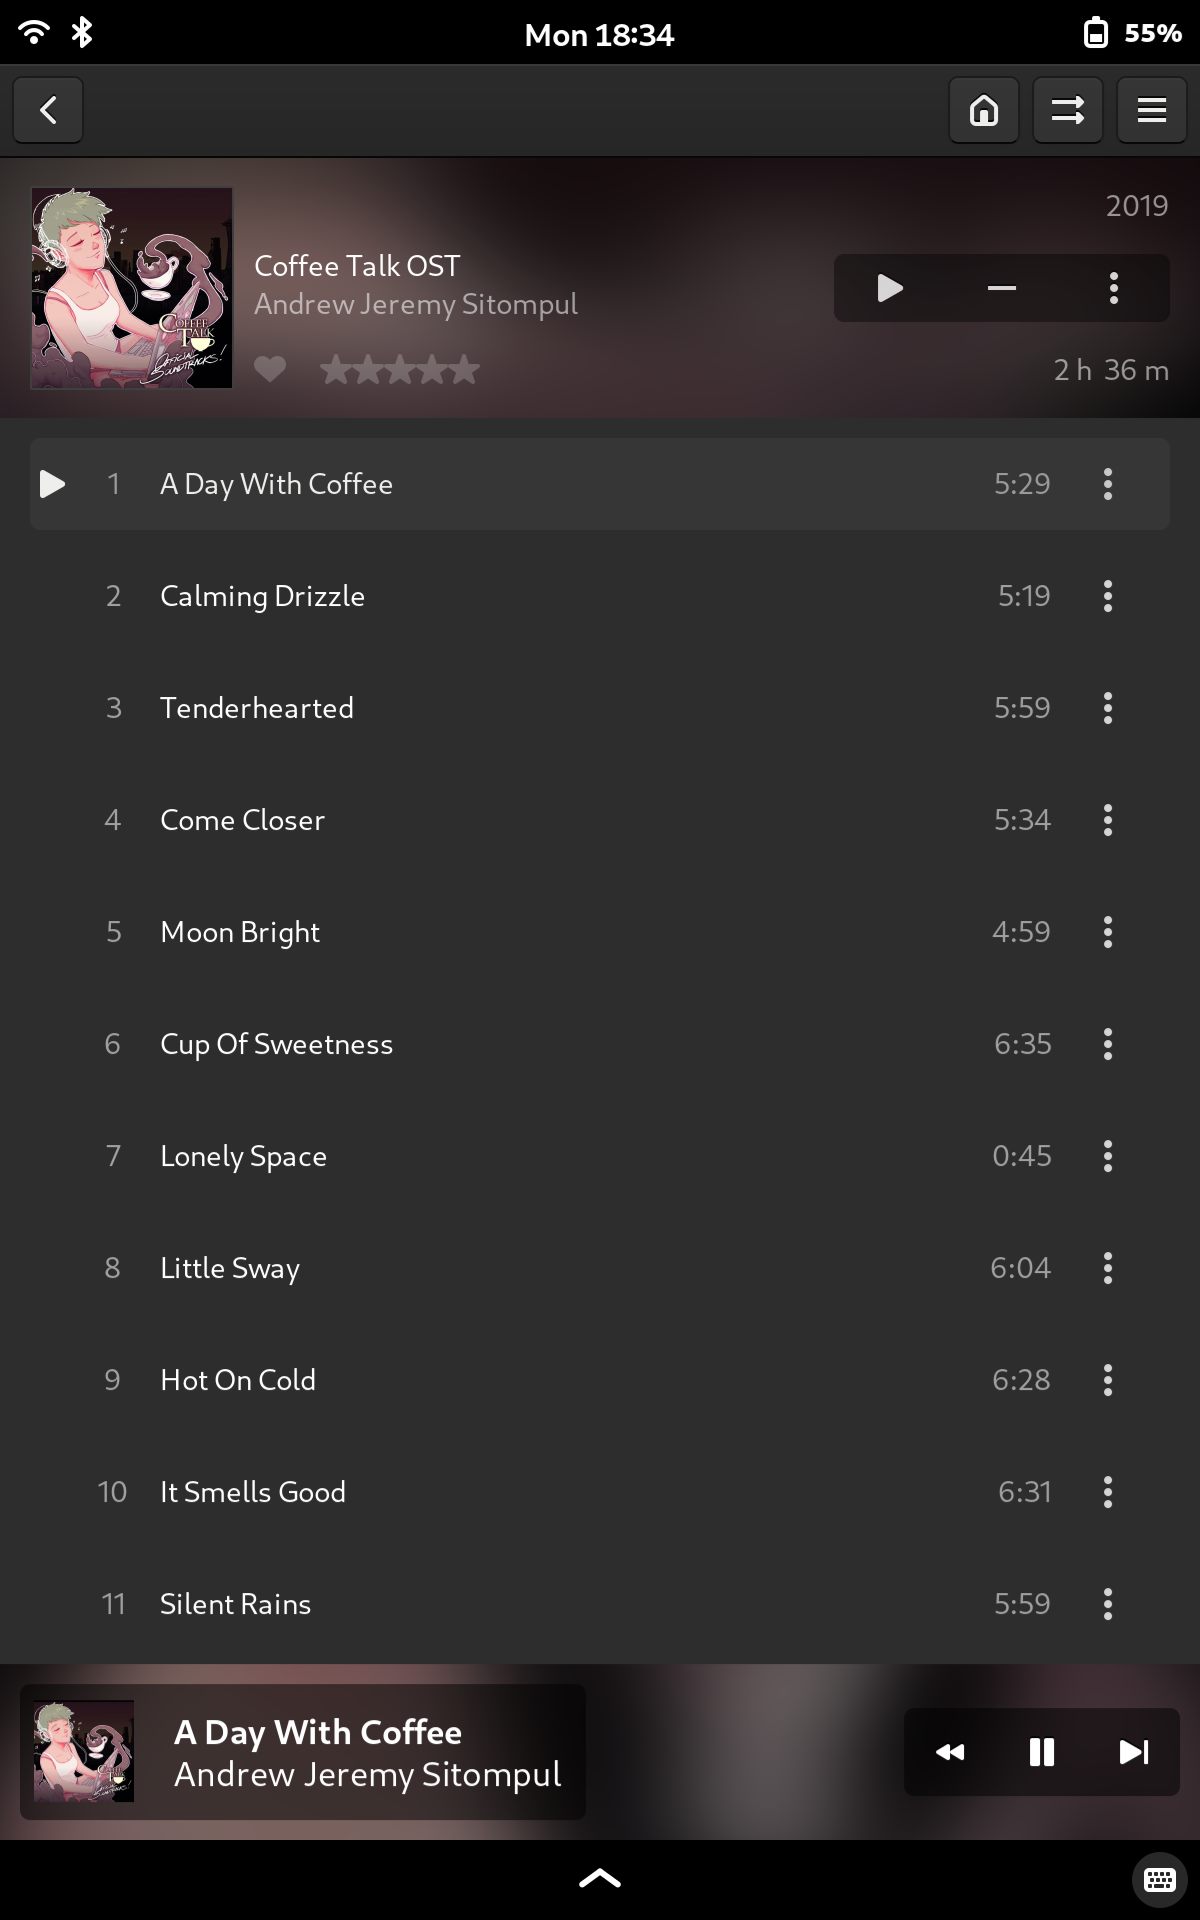 Mon 18:34
55%
2019
Coffee Talk OST
Andrew Jeremy Sitompul
2 h 36 m
COFFEE
TALK
OFFICIAL
SOUNDTRACKS!
1 A Day With Coffee 5:29
2 Calming Drizzle 5:19
3 Tenderhearted 5:59
4 Come Closer 5:34
5 Moon Bright 4:59
6 Cup Of Sweetness 6:35
7 Lonely Space 0:45
8 Little Sway 6:04
9 Hot On Cold 6:28
10 It Smells Good 6:31
11 Silent Rains 5:59
A Day With Coffee
Andrew Jeremy Sitompul